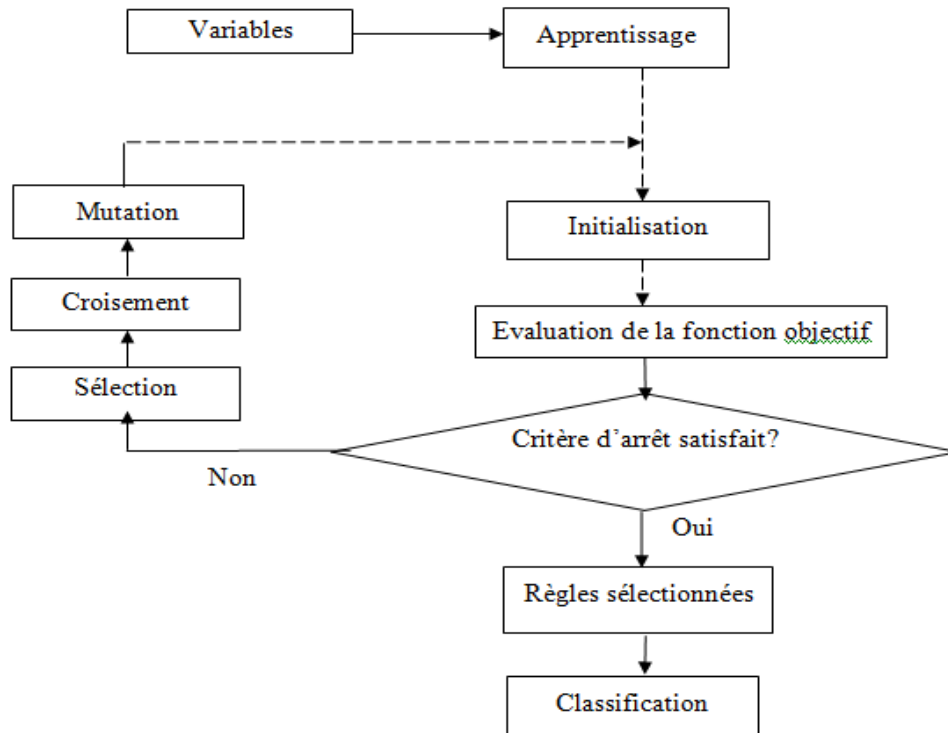 Variables
Apprentissage
Mutation
Initialisation
Croisement
Evaluation de la fonction objectif
Sélection
Critère d'arrêt satisfait?
Non
Oui
Règles sélectionnées
Classification